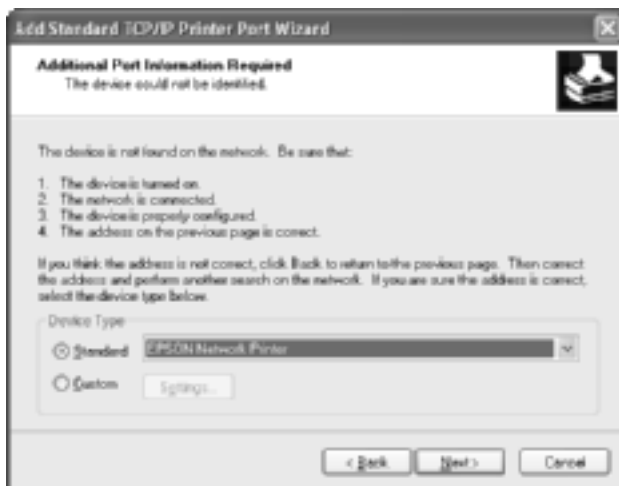 Add Standard TCP/IP Printer Port Wizard
Additional Port Information Required
The device could not be identified.
The device is not found on the network. Be sure that:
1. The device is turned on.
2. The network is connected.
3. The device is properly configured.
4. The address on the previous page is correct.
If you think the address is not correct, click Back to return to the previous page. Then correct
the address and perform another search on the network. If you are sure the address is correct,
select the device type below.
Device Type
Standard EPSON Network Printer
Custom Settings...
< Back Next > Cancel